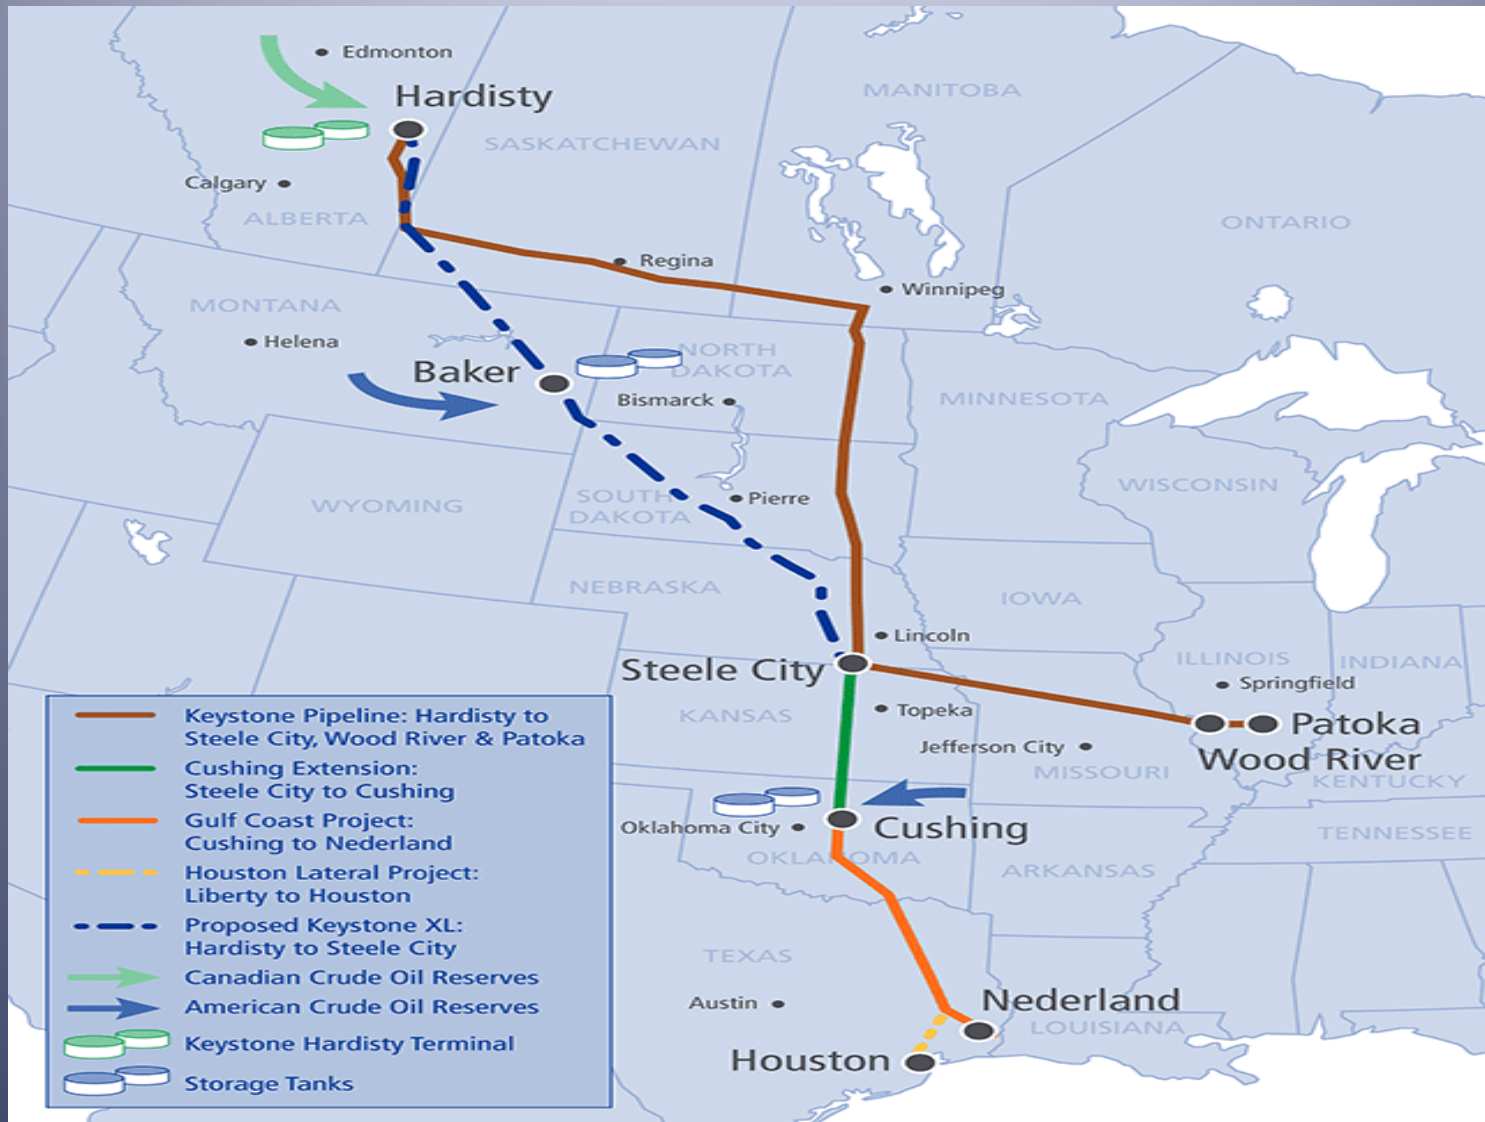 Edmonton
Hardisty
MANITOBA
SASKATCHEWAN
Calgary
ALBERTA
ONTARIO
Regina
Winnipeg
MONTANA
Helena
NORTH
DAKOTA
Baker
Bismarck
MINNESOTA
WISCONSIN
WYOMING
SOUTH
DAKOTA
Pierre
NEBRASKA
IOWA
Lincoln
Steele City
ILLINOIS
INDIANA
Springfield
KANSAS
Topeka
Patoka
Jefferson City
Wood River
MISSOURI
KENTUCKY
Oklahoma City
Cushing
TENNESSEE
OKLAHOMA
ARKANSAS
TEXAS
Austin
Nederland
LOUISIANA
Houston
Keystone Pipeline: Hardisty to
Steele City, Wood River & Patoka
Cushing Extension:
Steele City to Cushing
Gulf Coast Project:
Cushing to Nederland
Houston Lateral Project:
Liberty to Houston
Proposed Keystone XL:
Hardisty to Steele City
Canadian Crude Oil Reserves
American Crude Oil Reserves
Keystone Hardisty Terminal
Storage Tanks